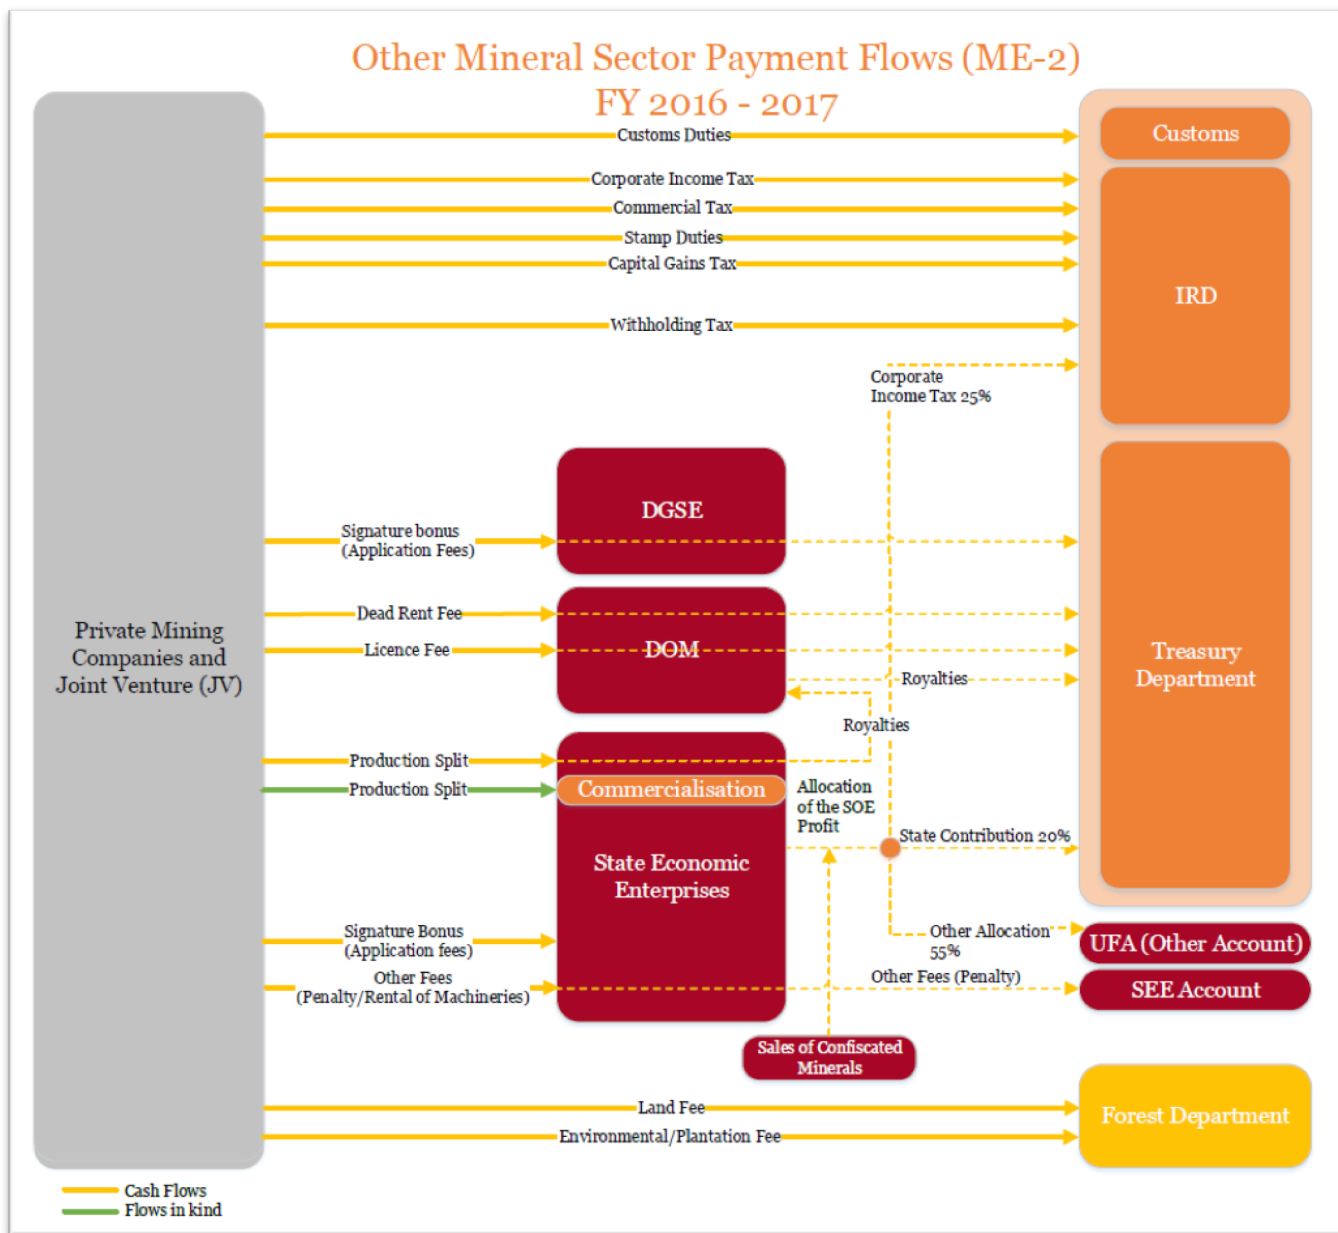 Other Mineral Sector Payment Flows (ME-2)
FY 2016 - 2017
Customs Duties
Customs
Corporate Income Tax
Commercial Tax
Stamp Duties
Capital Gains Tax
IRD
Withholding Tax
Corporate
Income Tax 25%
DGSE
Signature bonus
(Application Fees)
Dead Rent Fee
Licence Fee
DOM
Private Mining
Companies and
Joint Venture (JV)
Treasury
Department
Royalties
Royalties
Production Split
Production Split
Commercialisation
Allocation
of the SOE
Profit
State Contribution 20%
State Economic
Enterprises
Signature Bonus
(Application fees)
Other Allocation
55%
UFA (Other Account)
Other Fees
(Penalty/Rental of Machineries)
Other Fees (Penalty)
SEE Account
Sales of Confiscated
Minerals
Land Fee
Environmental/Plantation Fee
Forest Department
Cash Flows
Flows in kind